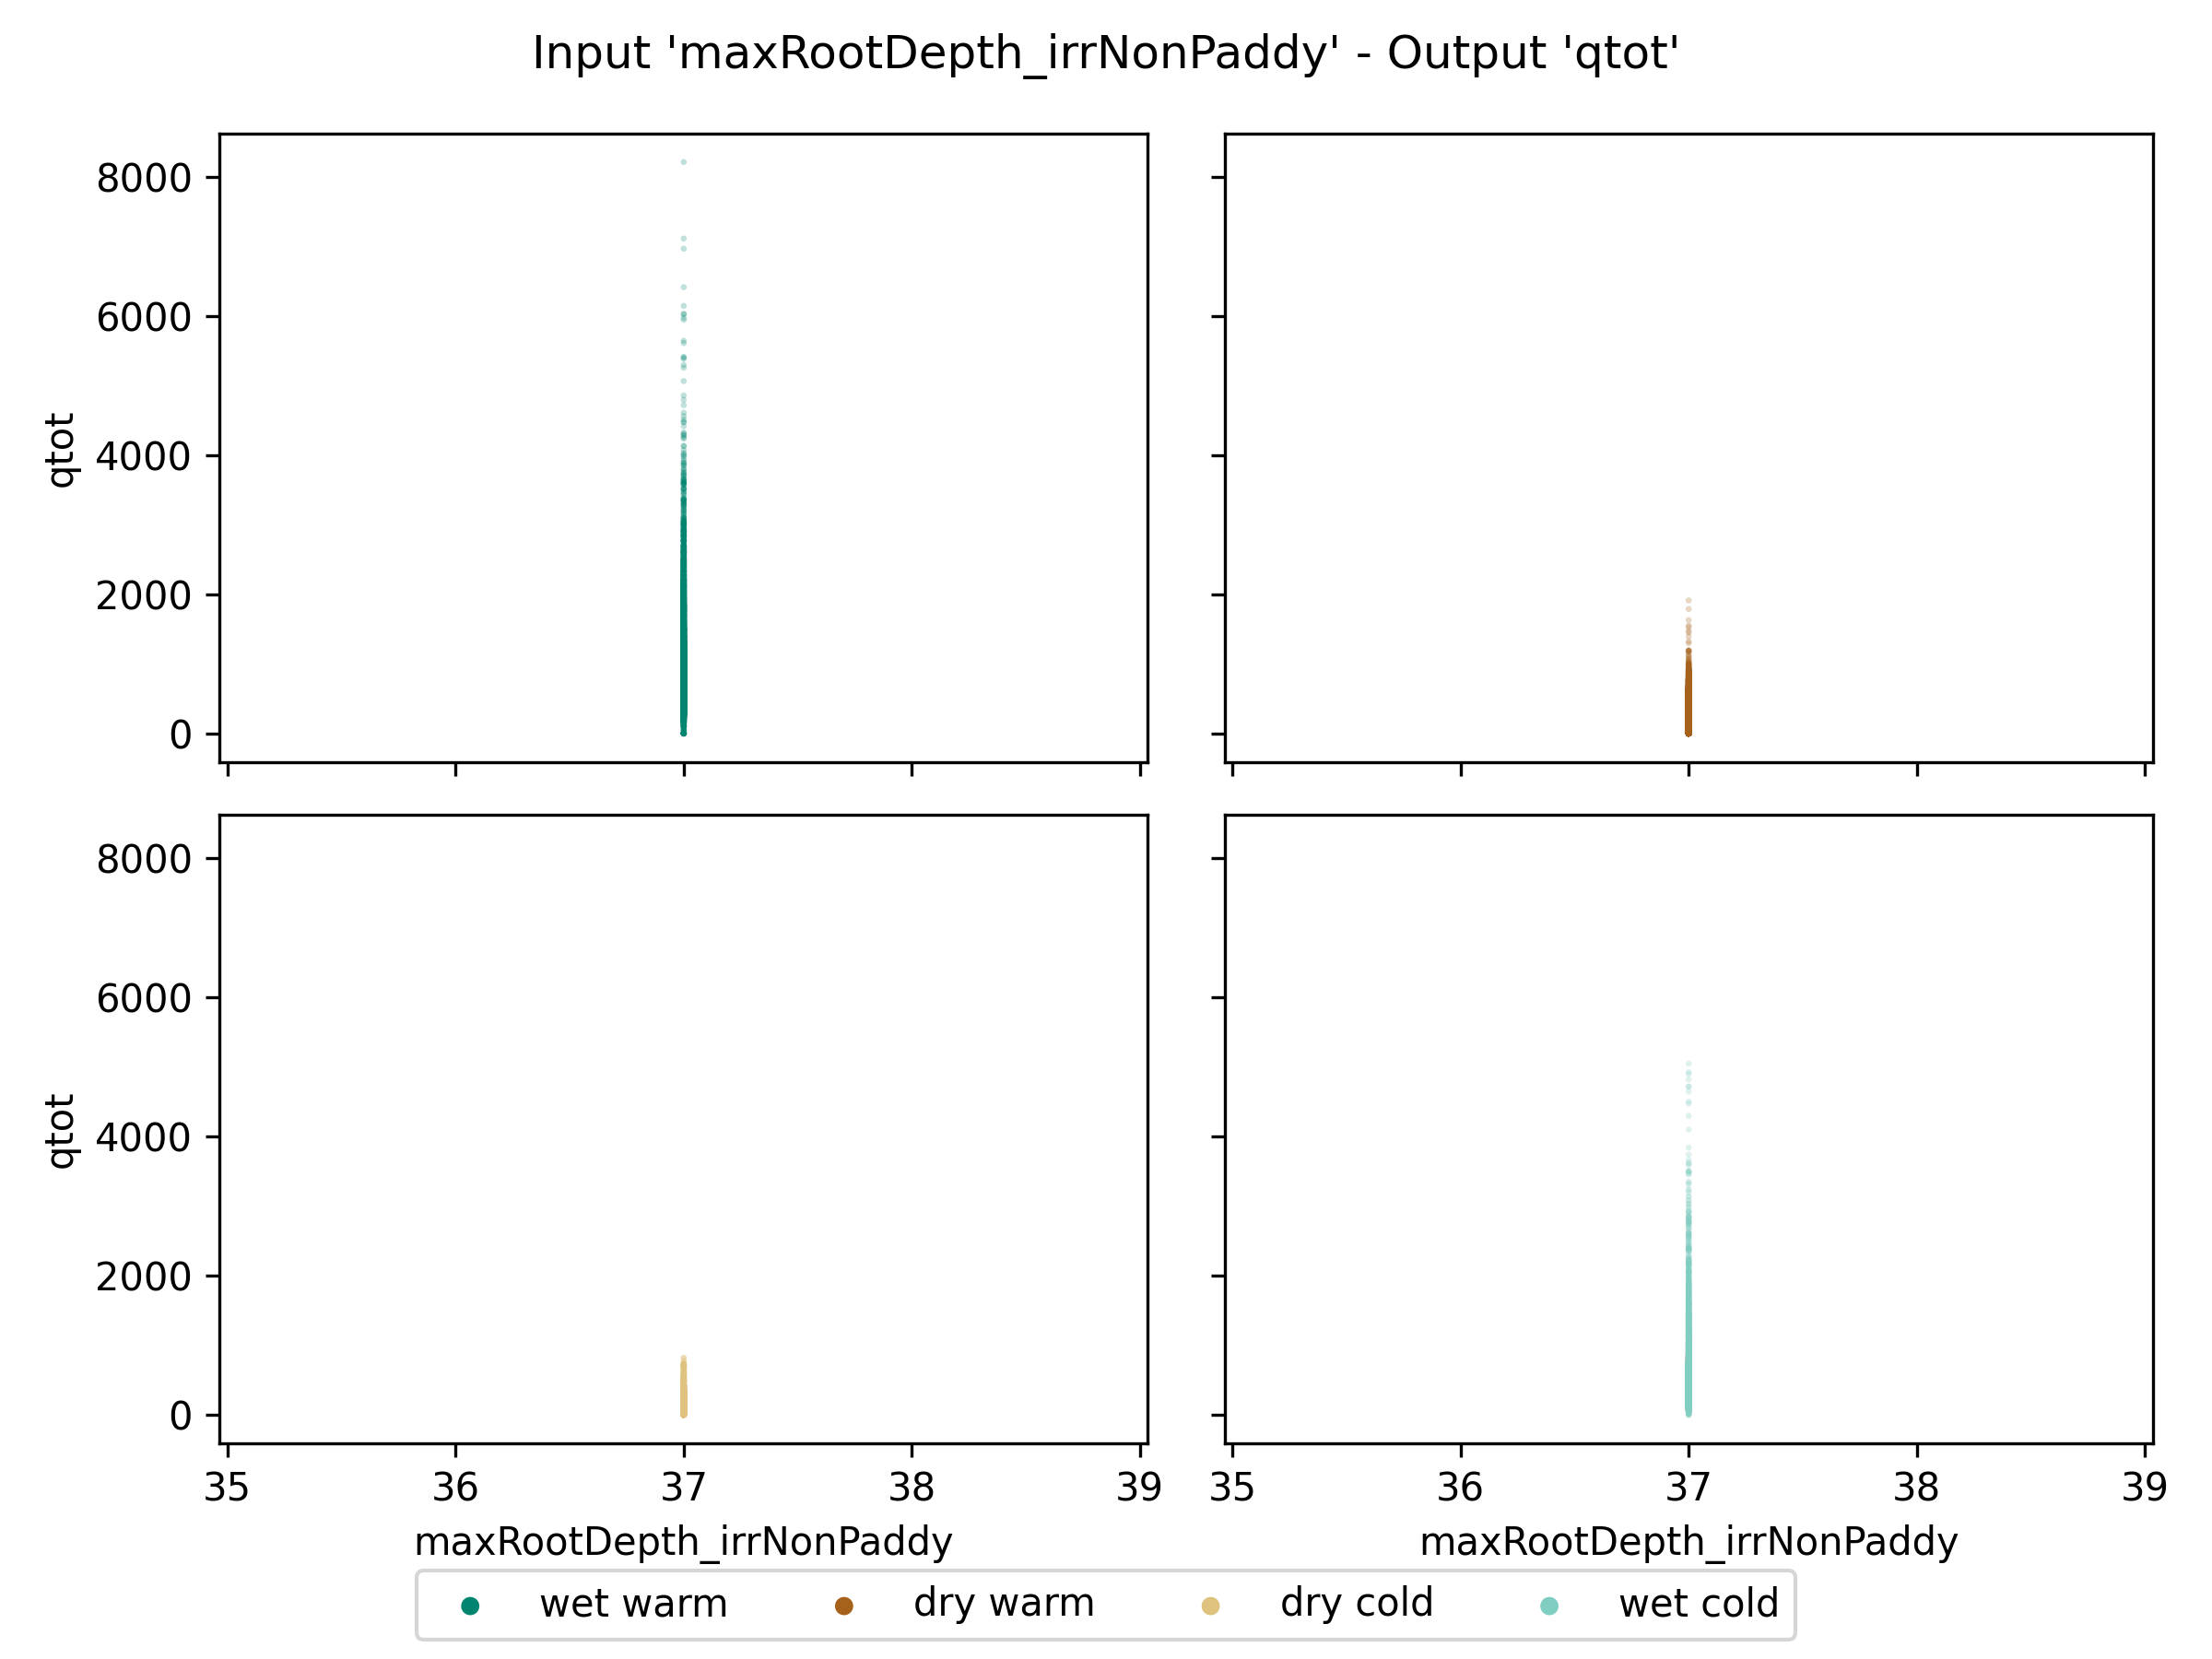 Input 'maxRootDepth_irrNonPaddy' - Output 'qtot'
8000
6000
4000
2000
0
qtot
8000
6000
4000
2000
0
qtot
35 36 37 38 39 35 36 37 38 39
maxRootDepth_irrNonPaddy maxRootDepth_irrNonPaddy
wet warm dry warm dry cold wet cold